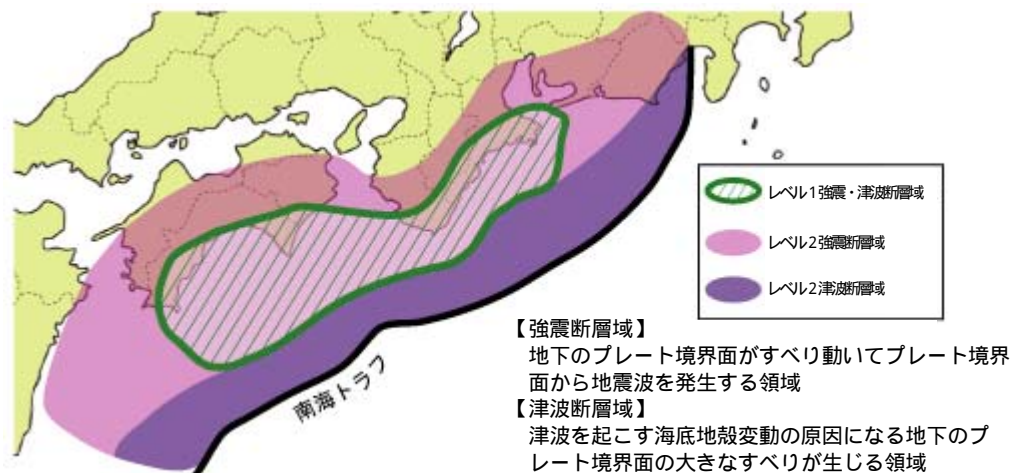 レベル1強震・津波断層域
レベル2強震断層域
レベル2津波断層域
南海トラフ
【強震断層域】
地下のプレート境界面がすべり動いてプレート境界
面から地震波を発生する領域
【津波断層域】
津波を起こす海底地殻変動の原因になる地下のプ
レート境界面の大きなすべりが生じる領域